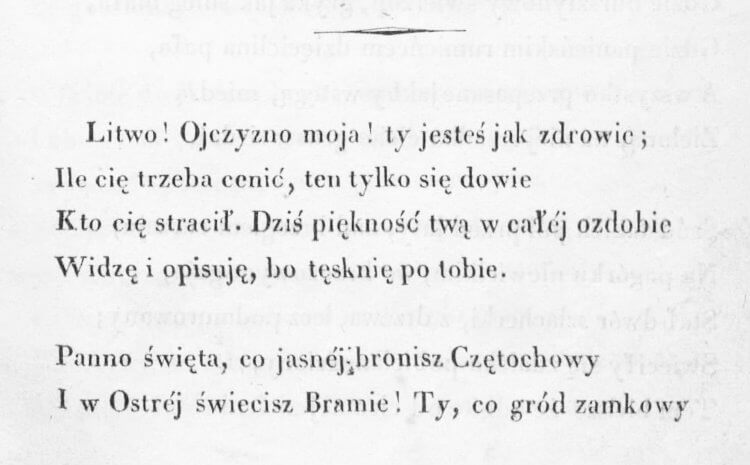 Litwo! Ojczyzno moja! ty jesteś jak zdrowie;
Ile cię trzeba cenić, ten tylko się dowie
Kto cię stracił. Dziś piękność twą w całéj ozdobie
Widzę i opisuję, bo tęsknię po tobie.
Panno święta, co jasnéj bronisz Czętochowy
I w Ostréj świecisz Bramie! Ty, co gród zamkowy